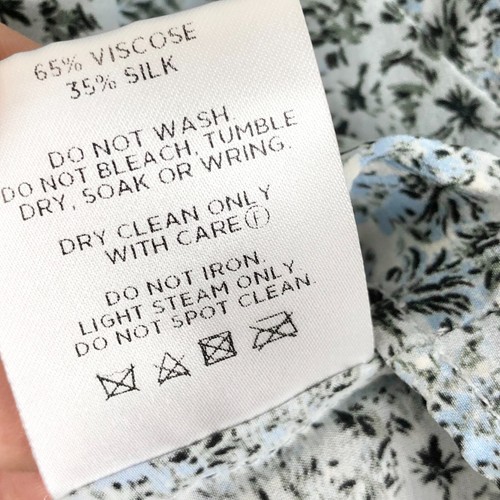 65% VISCOSE
35% SILK
DO NOT WASH.
DO NOT BLEACH, TUMBLE
DRY, SOAK OR WRING.
DRY CLEAN ONLY
WITH CARE Ⓕ
DO NOT IRON.
LIGHT STEAM ONLY.
DO NOT SPOT CLEAN.